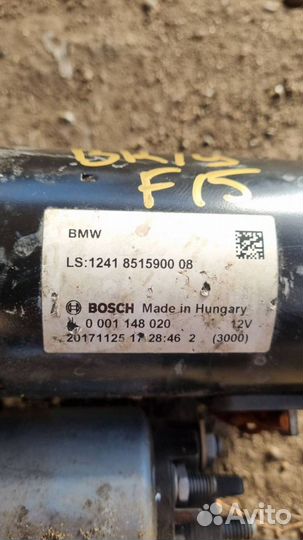 F15
BMW
LS:1241 8515900 08
BOSCH Made in Hungary
0 001 148 020 12V
20171125 17 28:46 2 (3000)
Avito